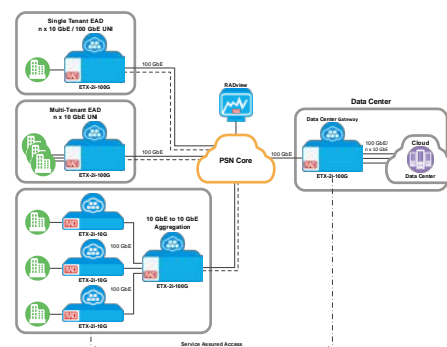 Single Tenant EAD
n x 10 GbE / 100 GbE UNI
ETX-2i-100G
100 GbE
RADview
Multi-Tenant EAD
n x 10 GbE UNI
ETX-2i-100G
100 GbE
PSN Core
100 GbE
Data Center
Data Center Gateway
ETX-2i-100G
100 GbE/
n x 10 GbE
Cloud
Data Center
10 GbE to 10 GbE
Aggregation
ETX-2i-100G
ETX-2i-10G
100 GbE
ETX-2i-10G
100 GbE
ETX-2i-10G
100 GbE
Service Assured Access